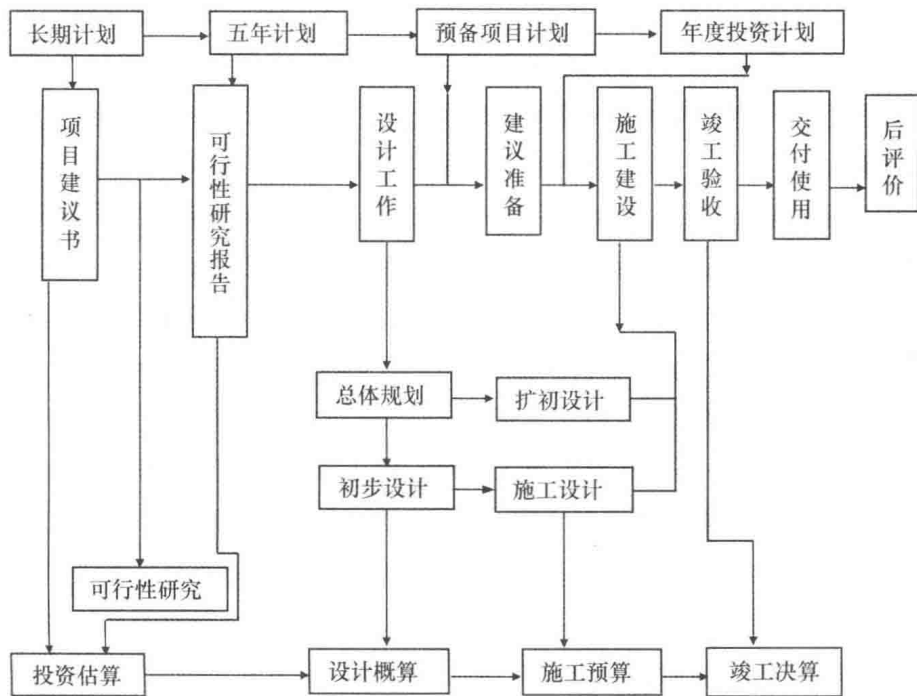 长期计划
五年计划
预备项目计划
年度投资计划
项目建议书
可行性研究报告
设计工作
建议准备
施工建设
竣工验收
交付使用
后评价
总体规划
扩初设计
初步设计
施工设计
可行性研究
投资估算
设计概算
施工预算
竣工决算